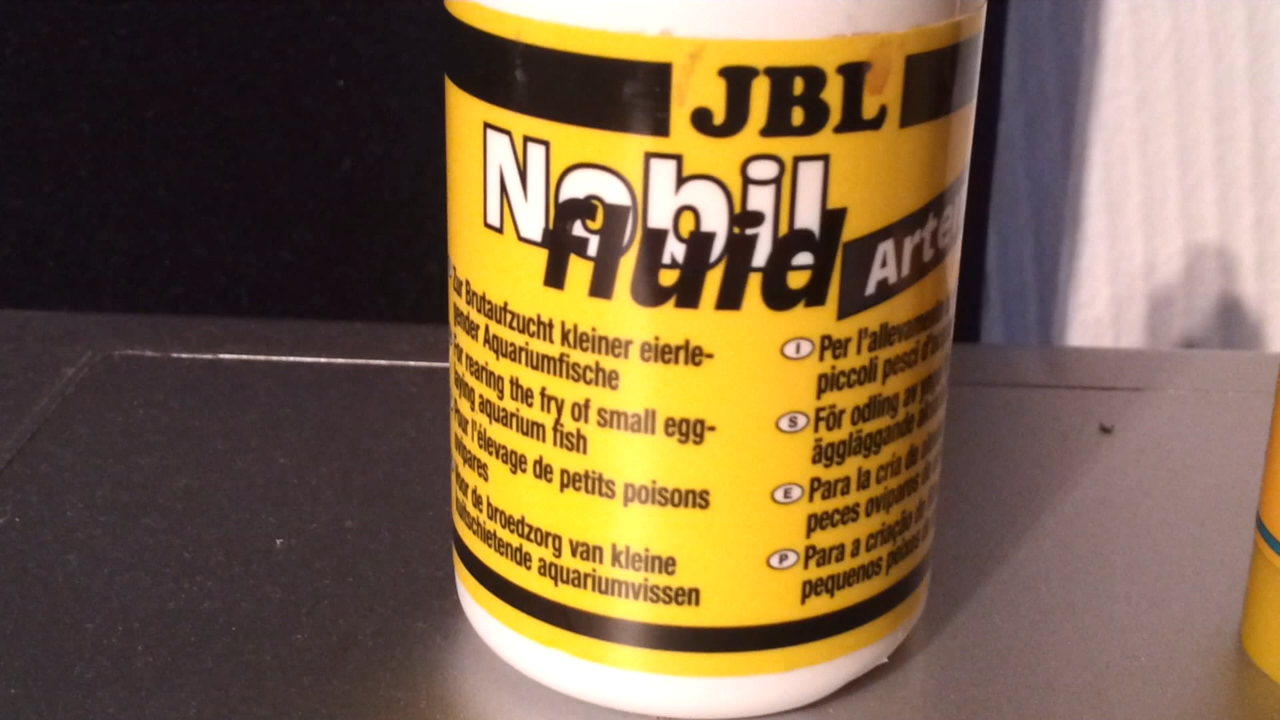 JBL
Nobil
fluid
Zur Brutaufzucht kleiner eierle-
gender Aquariumfische
For rearing the fry of small egg-
laying aquarium fish
Pour l'élevage de petits poisons
ovipares
Voor de broedzorg van kleine
aquariumvissen
I Per l'allevamento
piccoli pesci
S För odling av
äggläggande
E Para la cria de
peces oviparos
P Para a criação de
pequenos peixes